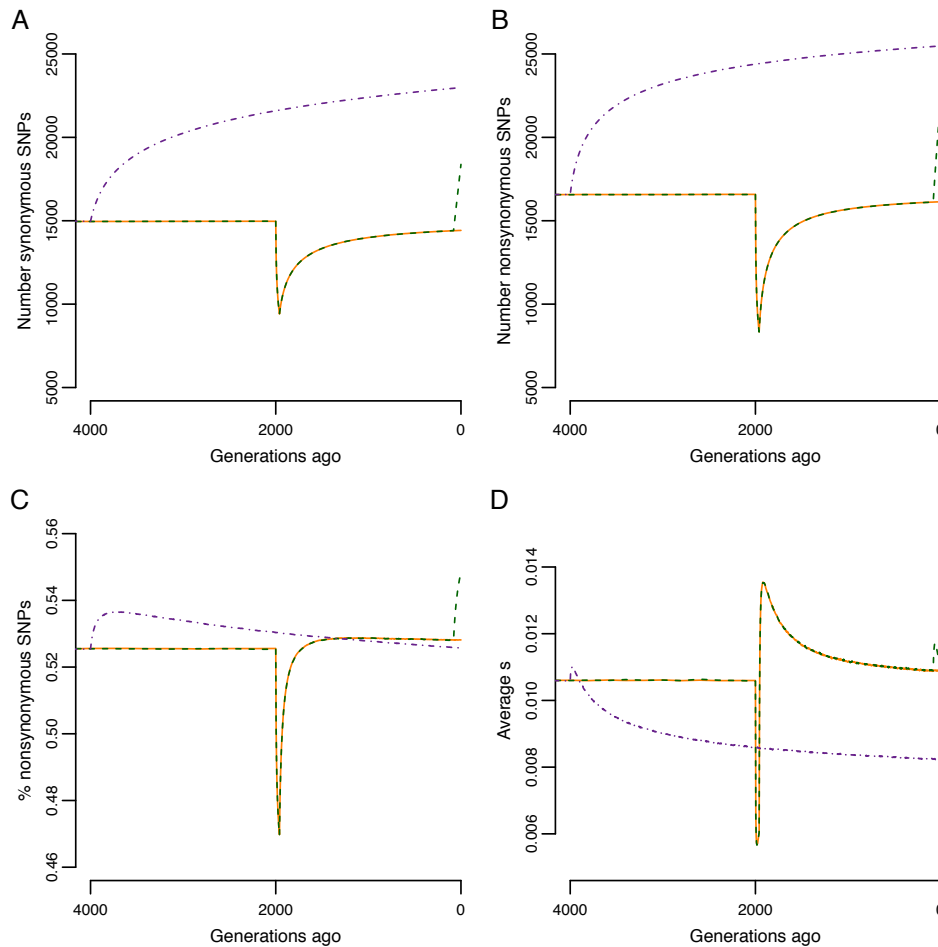 A
Number synonymous SNPs
25000
20000
15000
10000
5000
4000
2000
0
Generations ago
B
Number nonsynonymous SNPs
25000
20000
15000
10000
5000
4000
2000
0
Generations ago
C
% nonsynonymous SNPs
0.56
0.54
0.52
0.50
0.48
0.46
4000
2000
0
Generations ago
D
Average s
0.014
0.012
0.010
0.008
0.006
4000
2000
0
Generations ago